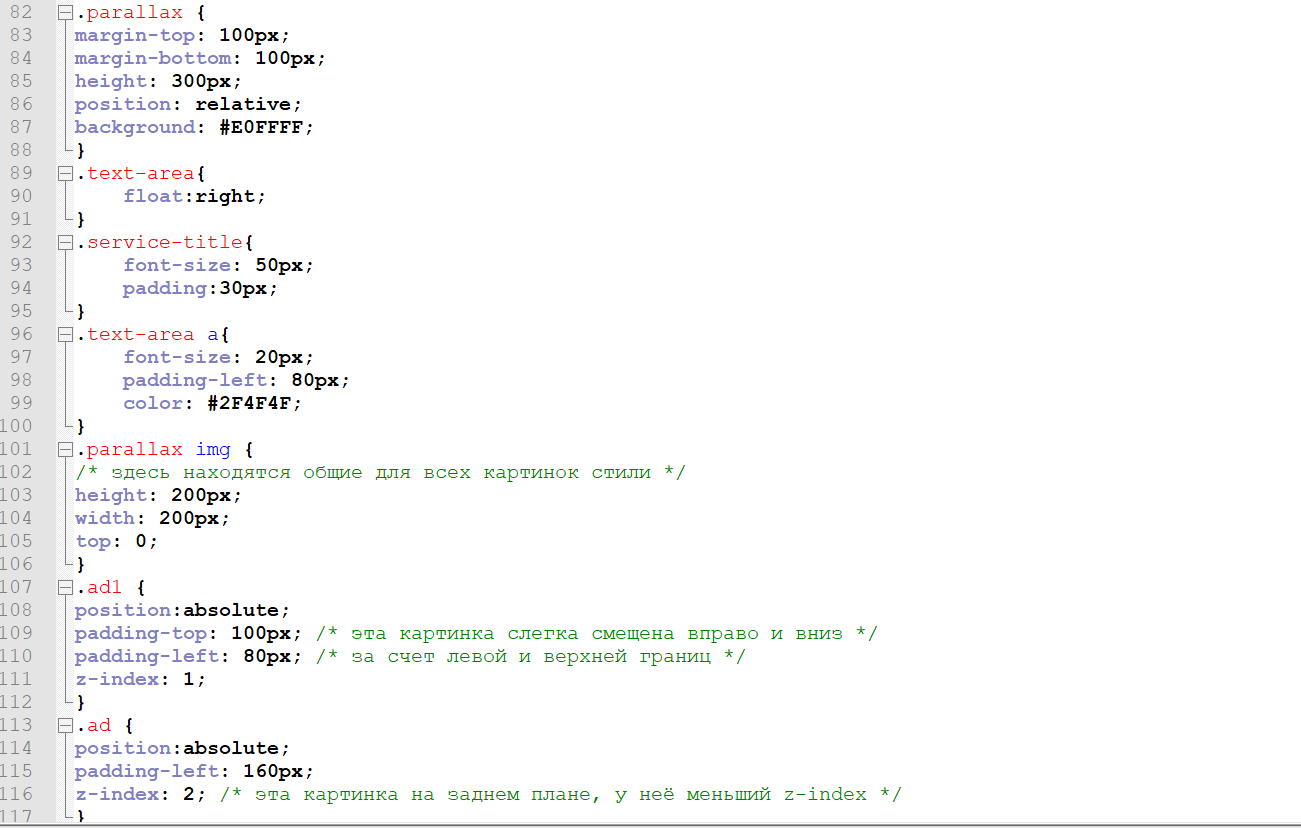 82 .parallax {
83 margin-top: 100px;
84 margin-bottom: 100px;
85 height: 300px;
86 position: relative;
87 background: #E0FFFF;
88 }
89 .text-area{
90 float:right;
91 }
92 .service-title{
93 font-size: 50px;
94 padding:30px;
95 }
96 .text-area a{
97 font-size: 20px;
98 padding-left: 80px;
99 color: #2F4F4F;
100 }
101 .parallax img {
102 /* здесь находятся общие для всех картинок стили */
103 height: 200px;
104 width: 200px;
105 top: 0;
106 }
107 .ad1 {
108 position:absolute;
109 padding-top: 100px; /* эта картинка слегка смещена вправо и вниз */
110 padding-left: 80px; /* за счет левой и верхней границ */
111 z-index: 1;
112 }
113 .ad {
114 position:absolute;
115 padding-left: 160px;
116 z-index: 2; /* эта картинка на заднем плане, у неё меньший z-index */
117 }